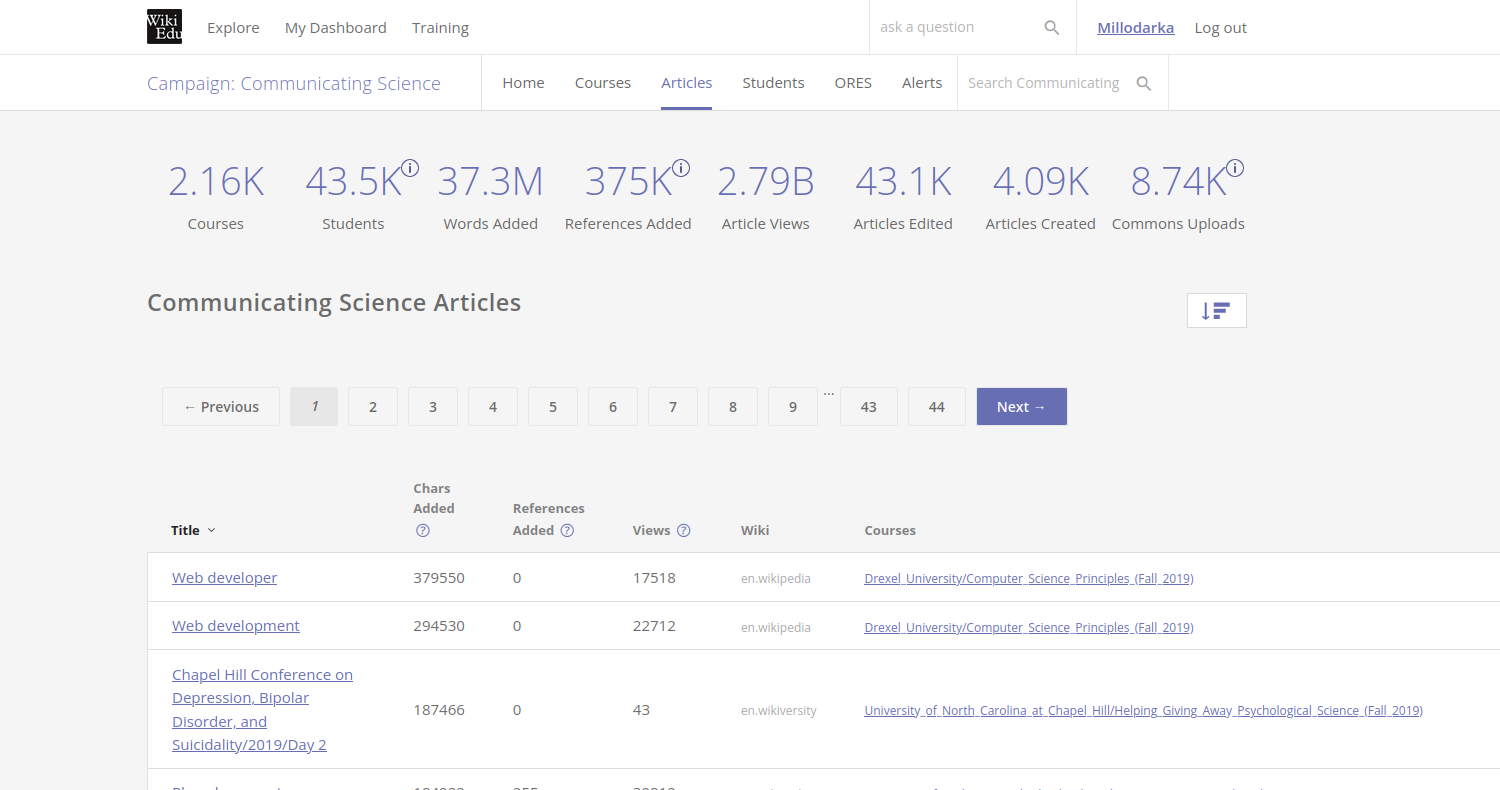 Wiki
Edu
Explore My Dashboard Training
ask a question
Millodarka Log out
Campaign: Communicating Science
Home Courses Articles Students ORES Alerts
Search Communicating
2.16K 43.5K 37.3M 375K 2.79B 43.1K 4.09K 8.74K
Courses Students Words Added References Added Article Views Articles Edited Articles Created Commons Uploads
Communicating Science Articles
← Previous 1 2 3 4 5 6 7 8 9 ... 43 44 Next →
Chars
Added References
Title Added Views Wiki Courses
Web developer 379550 0 17518 en.wikipedia Drexel_University/Computer_Science_Principles_(Fall_2019)
Web development 294530 0 22712 en.wikipedia Drexel_University/Computer_Science_Principles_(Fall_2019)
Chapel Hill Conference on
Depression, Bipolar
Disorder, and
Suicidality/2019/Day 2
187466 0 43 en.wikiversity University_of_North_Carolina_at_Chapel_Hill/Helping_Giving_Away_Psychological_Science_(Fall_2019)